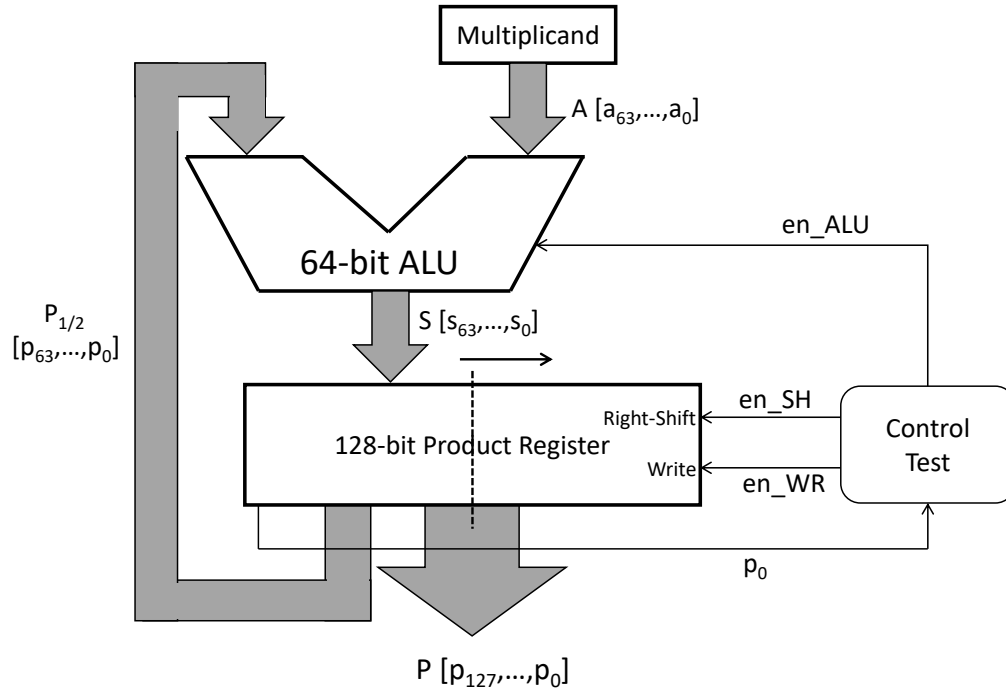 Multiplicand
A [a₆₃,...,a₀]
en_ALU
64-bit ALU
P₁/₂
[p₆₃,...,p₀]
S [s₆₃,...,s₀]
Right-Shift
en_SH
128-bit Product Register
Control
Test
Write
en_WR
p₀
P [p₁₂₇,...,p₀]